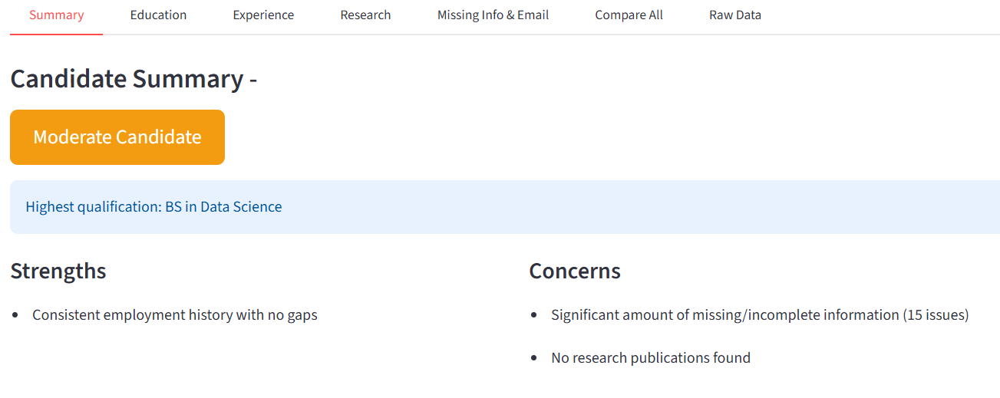 Summary Education Experience Research Missing Info & Email Compare All Raw Data
Candidate Summary -
Moderate Candidate
Highest qualification: BS in Data Science
Strengths
• Consistent employment history with no gaps
Concerns
• Significant amount of missing/incomplete information (15 issues)
• No research publications found